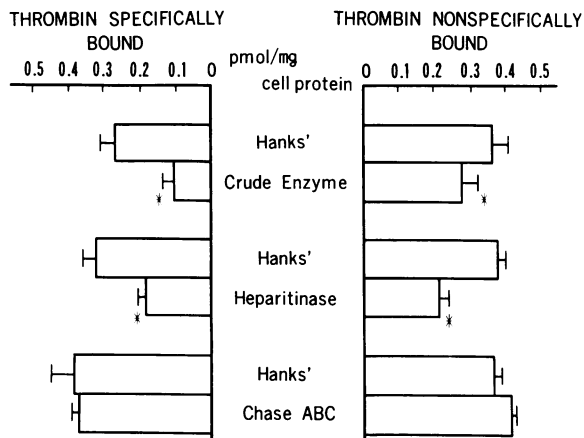 THROMBIN SPECIFICALLY
BOUND
THROMBIN NONSPECIFICALLY
BOUND
pmol/mg
cell protein
0.5 0.4 0.3 0.2 0.1 0
0 0.1 0.2 0.3 0.4 0.5
Hanks'
Crude Enzyme
* *
Hanks'
Heparitinase
* *
Hanks'
Chase ABC